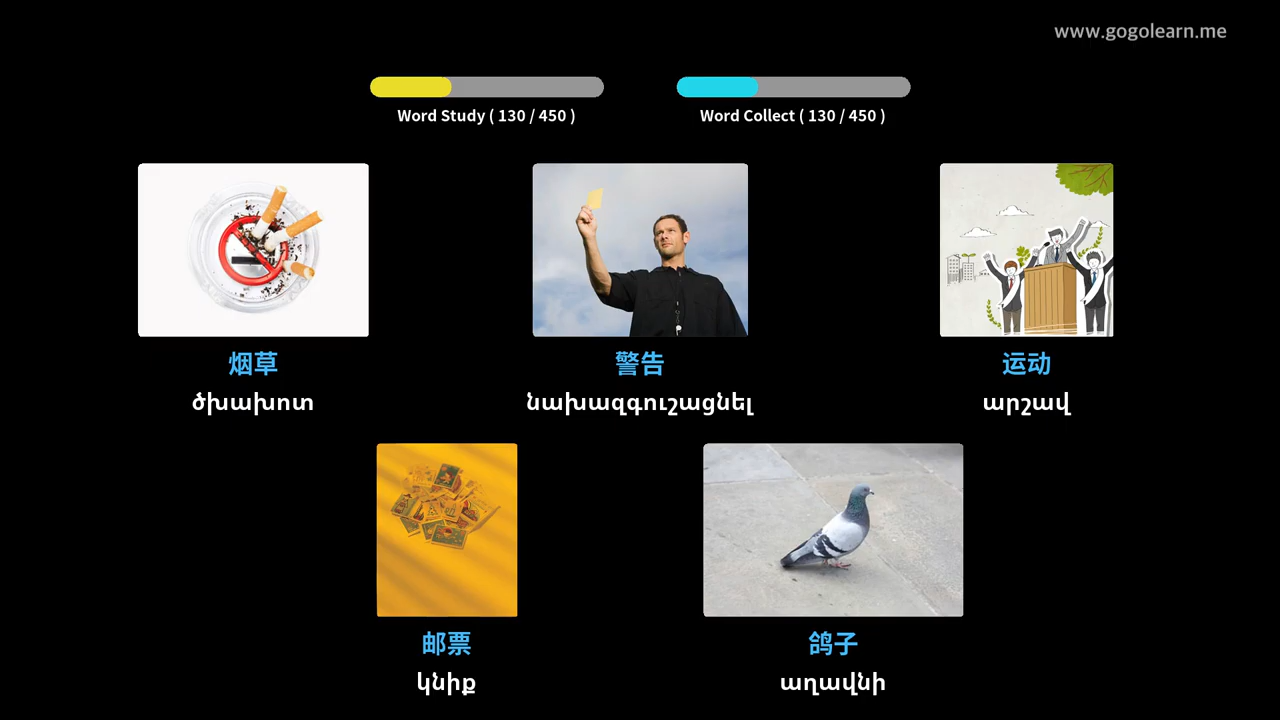 www.gogolearn.me
Word Study ( 130 / 450 )
Word Collect ( 130 / 450 )
烟草
ծխախոտ
警告
նախազգուշացնել
运动
արշավ
邮票
կնիք
鸽子
աղավնի